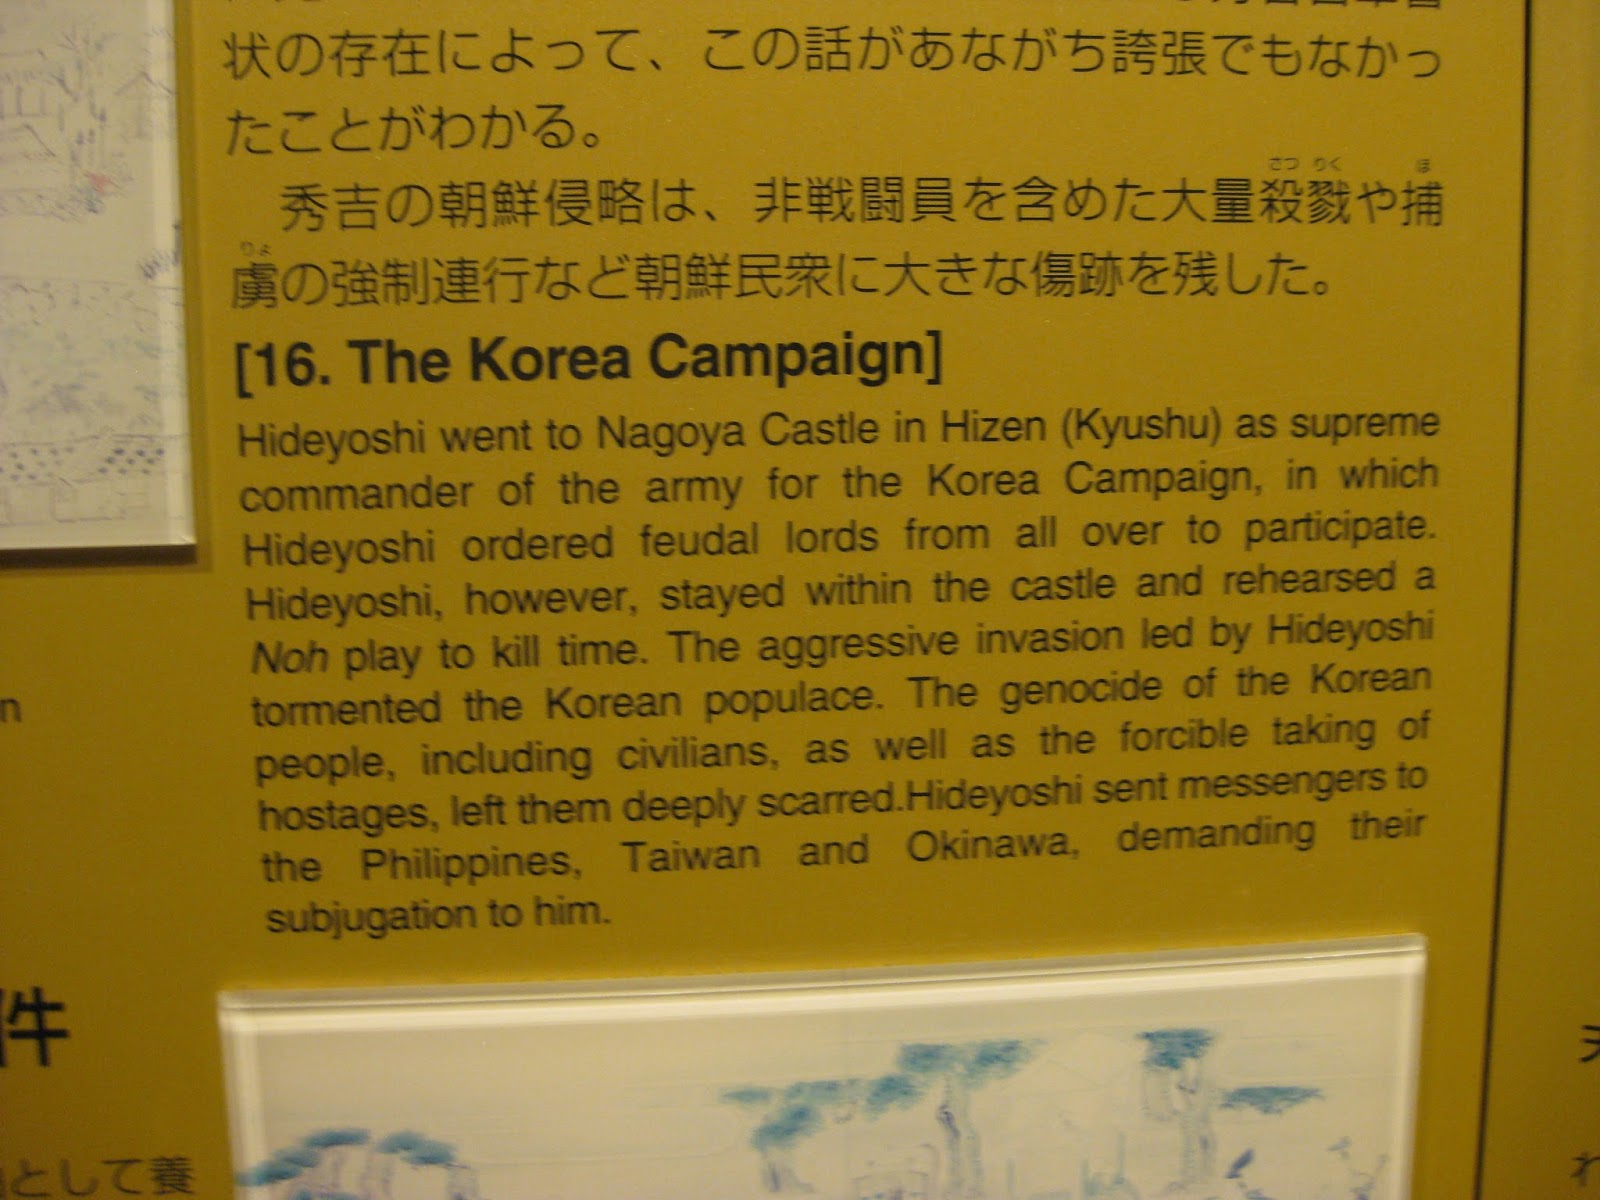 状の存在によって、この話があながち誇張でもなかっ
たことがわかる。
秀吉の朝鮮侵略は、非戦闘員を含めた大量殺戮や捕
虜の強制連行など朝鮮民衆に大きな傷跡を残した。
[16. The Korea Campaign]
Hideyoshi went to Nagoya Castle in Hizen (Kyushu) as supreme
commander of the army for the Korea Campaign, in which
Hideyoshi ordered feudal lords from all over to participate.
Hideyoshi, however, stayed within the castle and rehearsed a
Noh play to kill time. The aggressive invasion led by Hideyoshi
tormented the Korean populace. The genocide of the Korean
people, including civilians, as well as the forcible taking of
hostages, left them deeply scarred.Hideyoshi sent messengers to
the Philippines, Taiwan and Okinawa, demanding their
subjugation to him.
n
件
として養